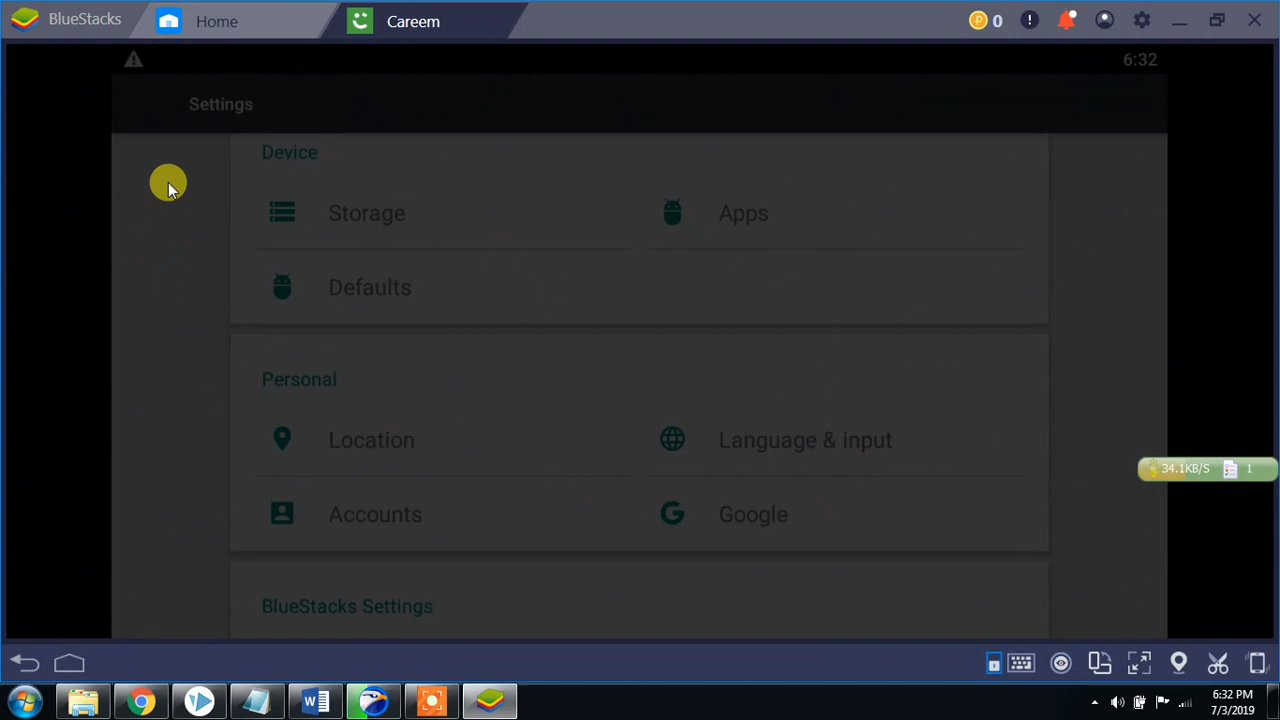 BlueStacks Home Careem 0
6:32
Settings
Device
Storage Apps
Defaults
Personal
Location Language & input
34.1KB/S 1
Accounts Google
BlueStacks Settings
6:32 PM
7/3/2019